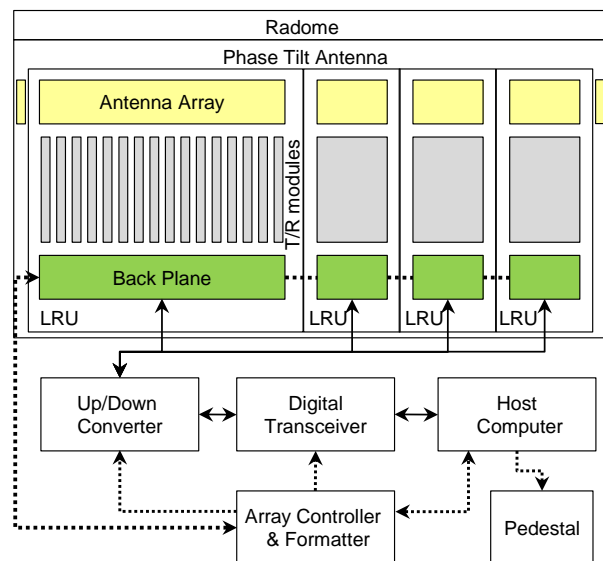 Radome
Phase Tilt Antenna
Antenna Array
T/R modules
Back Plane
LRU
LRU
LRU
LRU
Up/Down
Converter
Digital
Transceiver
Host
Computer
Array Controller
& Formatter
Pedestal